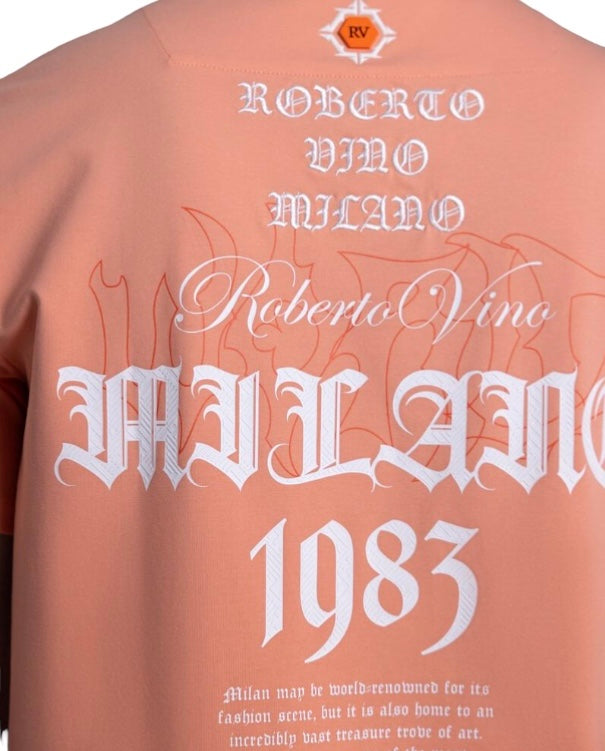 RV
ROBERTO
VINO
MILANO
Roberto Vino
MILANO
1983
Milan may be world-renowned for its
fashion scene, but it is also home to an
incredibly vast treasure trove of art.